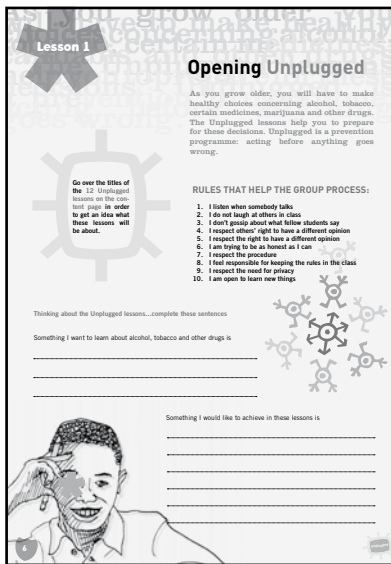 Lesson 1
Opening Unplugged
As you grow older, you will have to make
healthy choices concerning alcohol, tobacco,
certain medicines, marijuana and other drugs.
The Unplugged lessons help you to prepare
for these decisions. Unplugged is a prevention
programme: acting before anything goes
wrong.
Go over the titles of
the 12 Unplugged
lessons on the con-
tent page in order
to get an idea what
these lessons will
be about.
RULES THAT HELP THE GROUP PROCESS:
1. I listen when somebody talks
2. I do not laugh at others in class
3. I don't gossip about what fellow students say
4. I respect others' right to have a different opinion
5. I respect the right to have a different opinion
6. I am trying to be as honest as I can
7. I respect the procedure
8. I feel responsible for keeping the rules in the class
9. I respect the need for privacy
10. I am open to learn new things
Thinking about the Unplugged lessons...complete these sentences
Something I want to learn about alcohol, tobacco and other drugs is
Something I would like to achieve in these lessons is
6